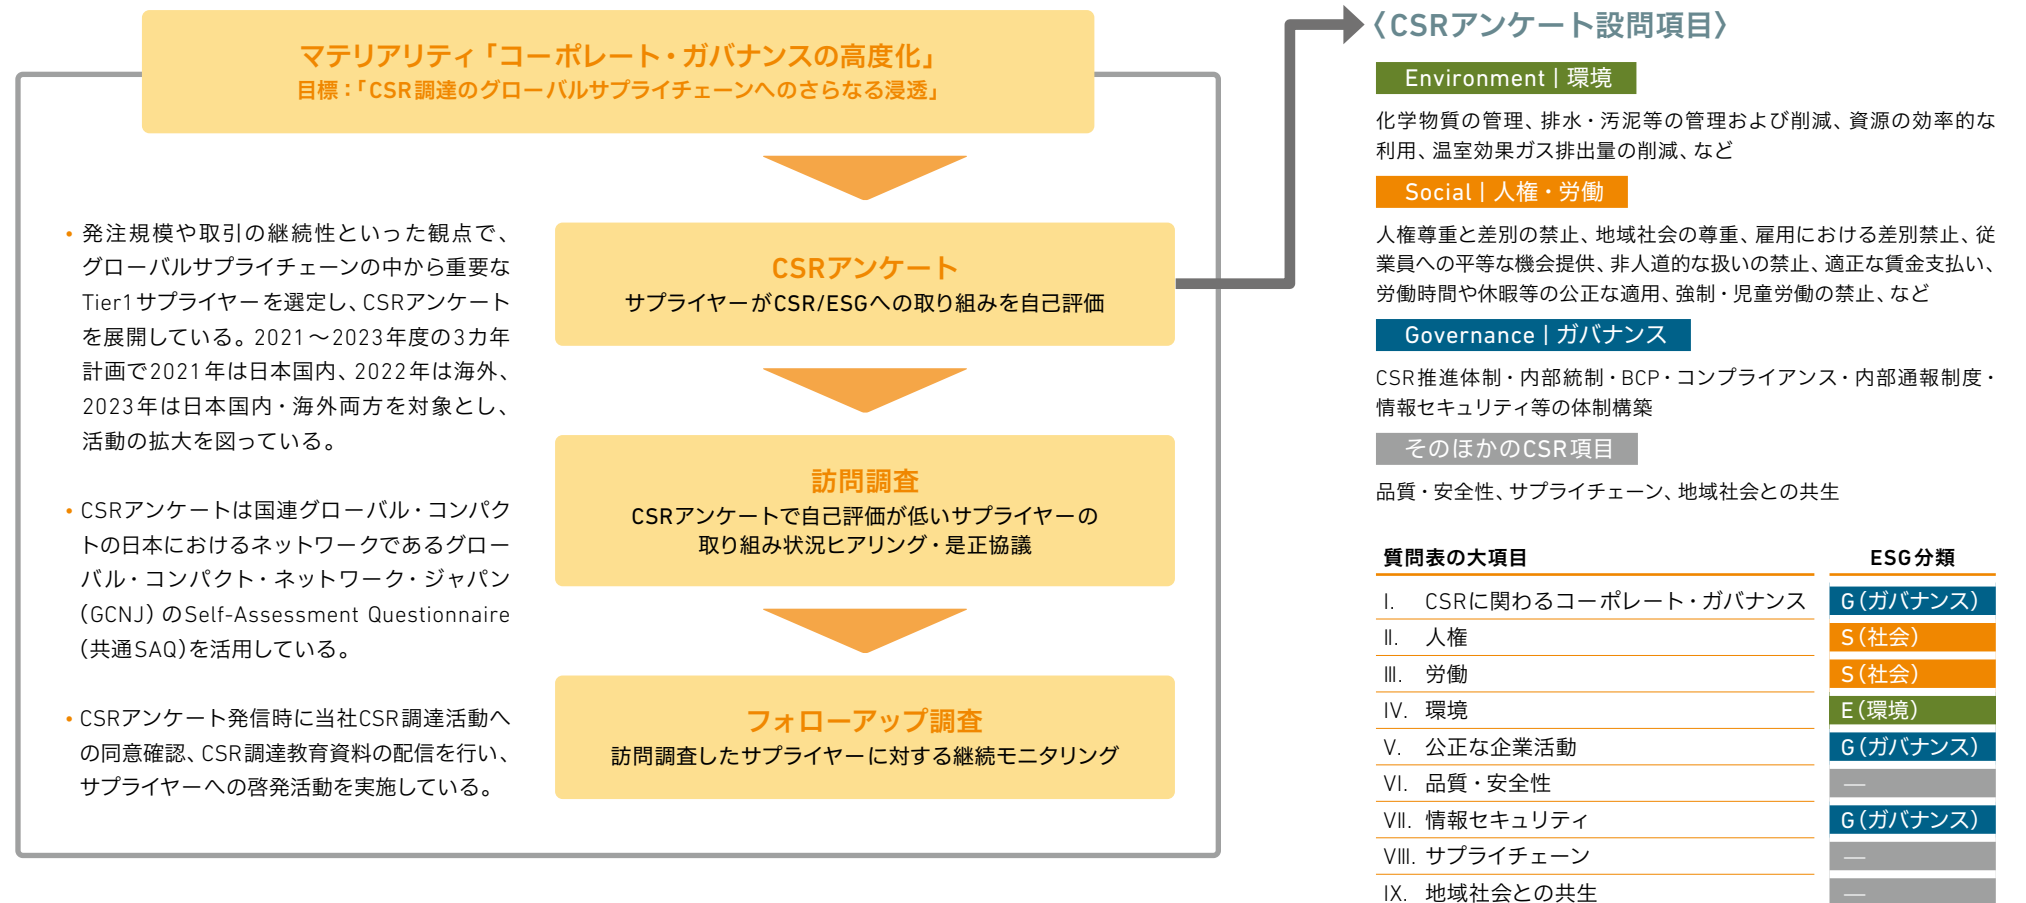 マテリアリティ「コーポレート・ガバナンスの高度化」
目標：「CSR調達のグローバルサプライチェーンへのさらなる浸透」
• 発注規模や取引の継続性といった観点で、
グローバルサプライチェーンの中から重要な
Tier1サプライヤーを選定し、CSRアンケート
を展開している。2021～2023年度の3カ年
計画で2021年は日本国内、2022年は海外、
2023年は日本国内・海外両方を対象とし、
活動の拡大を図っている。
• CSRアンケートは国連グローバル・コンパク
トの日本におけるネットワークであるグロー
バル・コンパクト・ネットワーク・ジャパン
（GCNJ）のSelf-Assessment Questionnaire
（共通SAQ）を活用している。
• CSRアンケート発信時に当社CSR調達活動へ
の同意確認、CSR調達教育資料の配信を行い、
サプライヤーへの啓発活動を実施している。
CSRアンケート
サプライヤーがCSR/ESGへの取り組みを自己評価
訪問調査
CSRアンケートで自己評価が低いサプライヤーの
取り組み状況ヒアリング・是正協議
フォローアップ調査
訪問調査したサプライヤーに対する継続モニタリング
〈CSRアンケート設問項目〉
Environment | 環境
化学物質の管理、排水・汚泥等の管理および削減、資源の効率的な
利用、温室効果ガス排出量の削減、など
Social | 人権・労働
人権尊重と差別の禁止、地域社会の尊重、雇用における差別禁止、従
業員への平等な機会提供、非人道的な扱いの禁止、適正な賃金支払い、
労働時間や休暇等の公正な適用、強制・児童労働の禁止、など
Governance | ガバナンス
CSR推進体制・内部統制・BCP・コンプライアンス・内部通報制度・
情報セキュリティ等の体制構築
そのほかのCSR項目
品質・安全性、サプライチェーン、地域社会との共生
質問表の大項目 ESG分類
I. CSRに関わるコーポレート・ガバナンス G（ガバナンス）
II. 人権 S（社会）
III. 労働 S（社会）
IV. 環境 E（環境）
V. 公正な企業活動 G（ガバナンス）
VI. 品質・安全性 —
VII. 情報セキュリティ G（ガバナンス）
VIII. サプライチェーン —
IX. 地域社会との共生 —